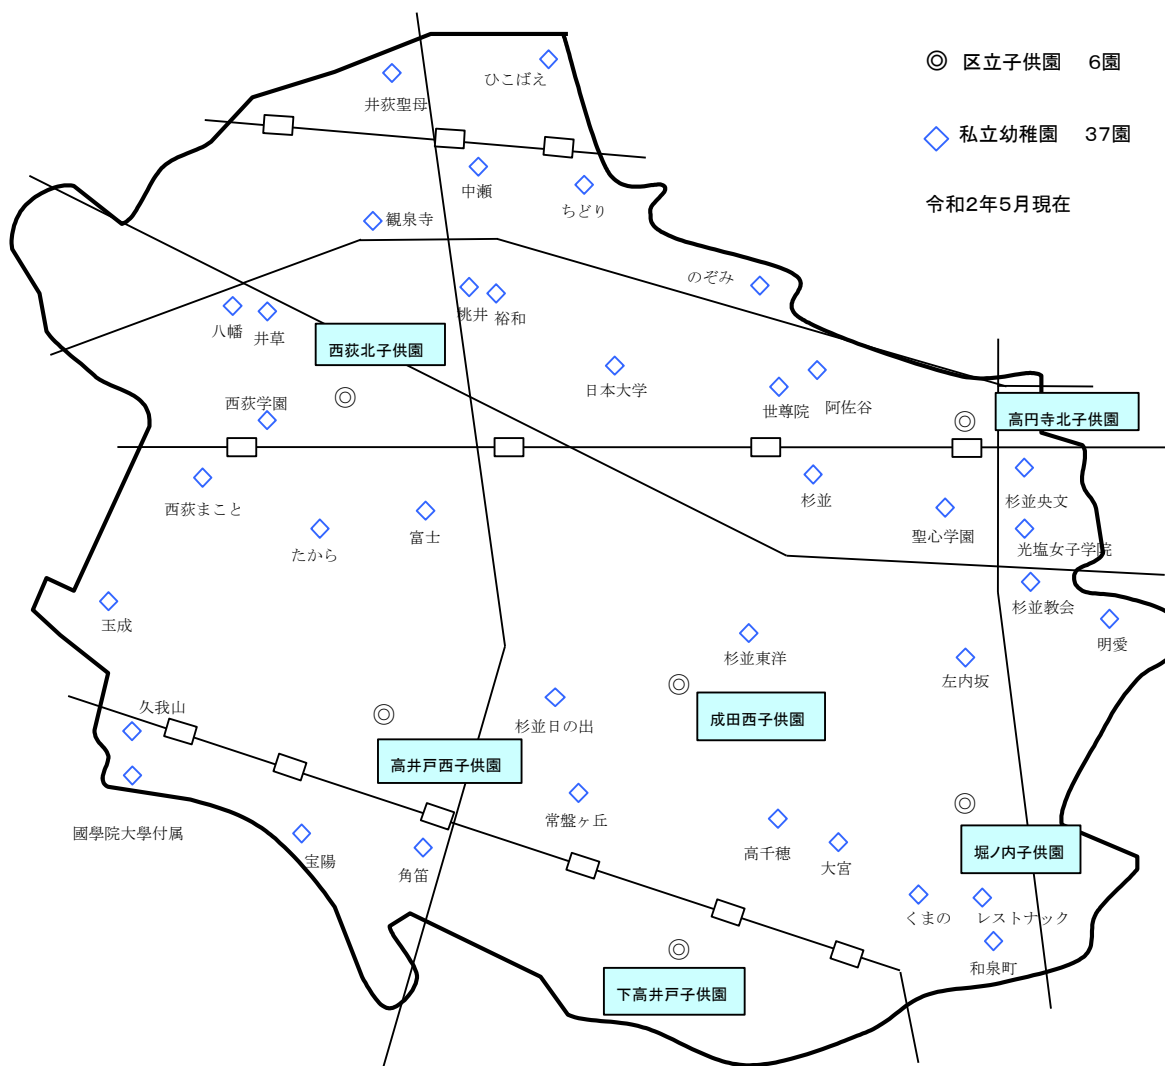 ◎ 区立子供園 6園
ひこばえ
井荻聖母
◇ 私立幼稚園 37園
中瀬
ちどり
令和2年5月現在
観泉寺
のぞみ
八幡
井草
桃井
裕和
西荻北子供園
日本大学
世尊院
阿佐谷
西荻学園
高円寺北子供園
西荻まこと
杉並
杉並央文
たから
富士
聖心学園
光塩女子学院
玉成
杉並教会
明愛
杉並東洋
左内坂
久我山
杉並日の出
成田西子供園
高井戸西子供園
國學院大學付属
宝陽
角笛
常盤ヶ丘
高千穂
大宮
堀ノ内子供園
くまの
レストナック
和泉町
下高井戸子供園